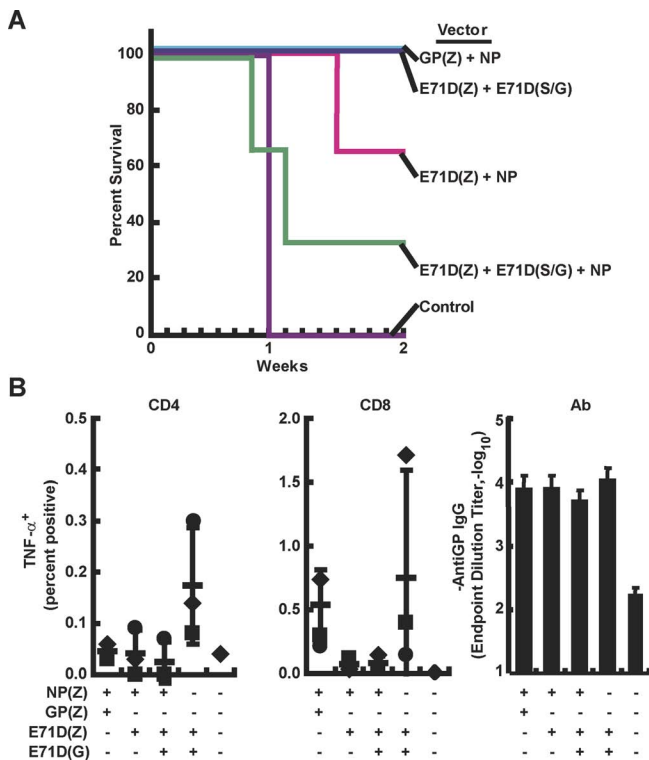 A
Vector
GP(Z) + NP
E71D(Z) + E71D(S/G)
E71D(Z) + NP
E71D(Z) + E71D(S/G) + NP
Control
Percent Survival
100
80
60
40
20
0
0 1 2
Weeks
B
CD4
TNF-α+
(percent positive)
0.5
0.4
0.3
0.2
0.1
0.0
CD8
2.0
1.5
1.0
0.5
0.0
Ab
-AntiGP IgG
(Endpoint Dilution Titer,-log10)
5
4
3
2
1
NP(Z) + + + - - + + + - - + + + - -
GP(Z) + - - - - + - - - - + - - - -
E71D(Z) - + + + - - + + + - - + + + -
E71D(G) - - + + - - - + + - - - + + -